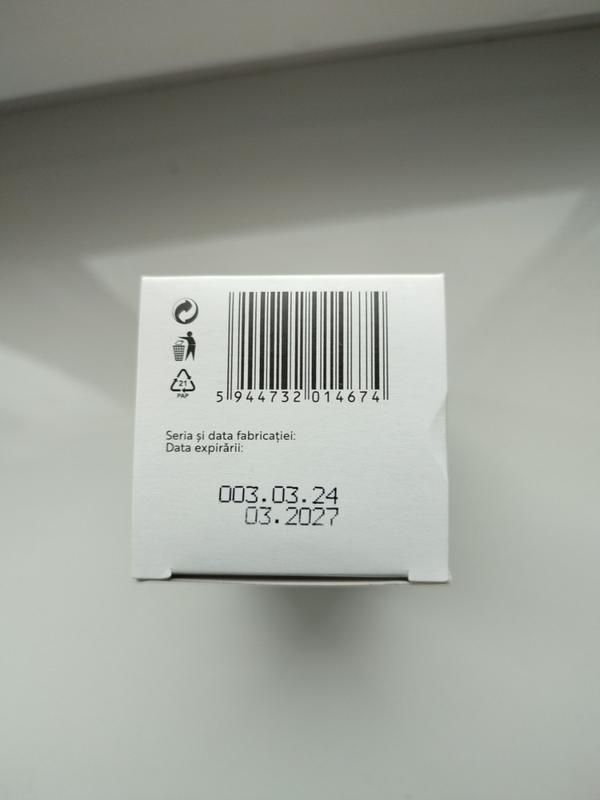 5 944732 014674
21
PAP
Seria și data fabricației:
Data expirării:
003.03.24
03.2027